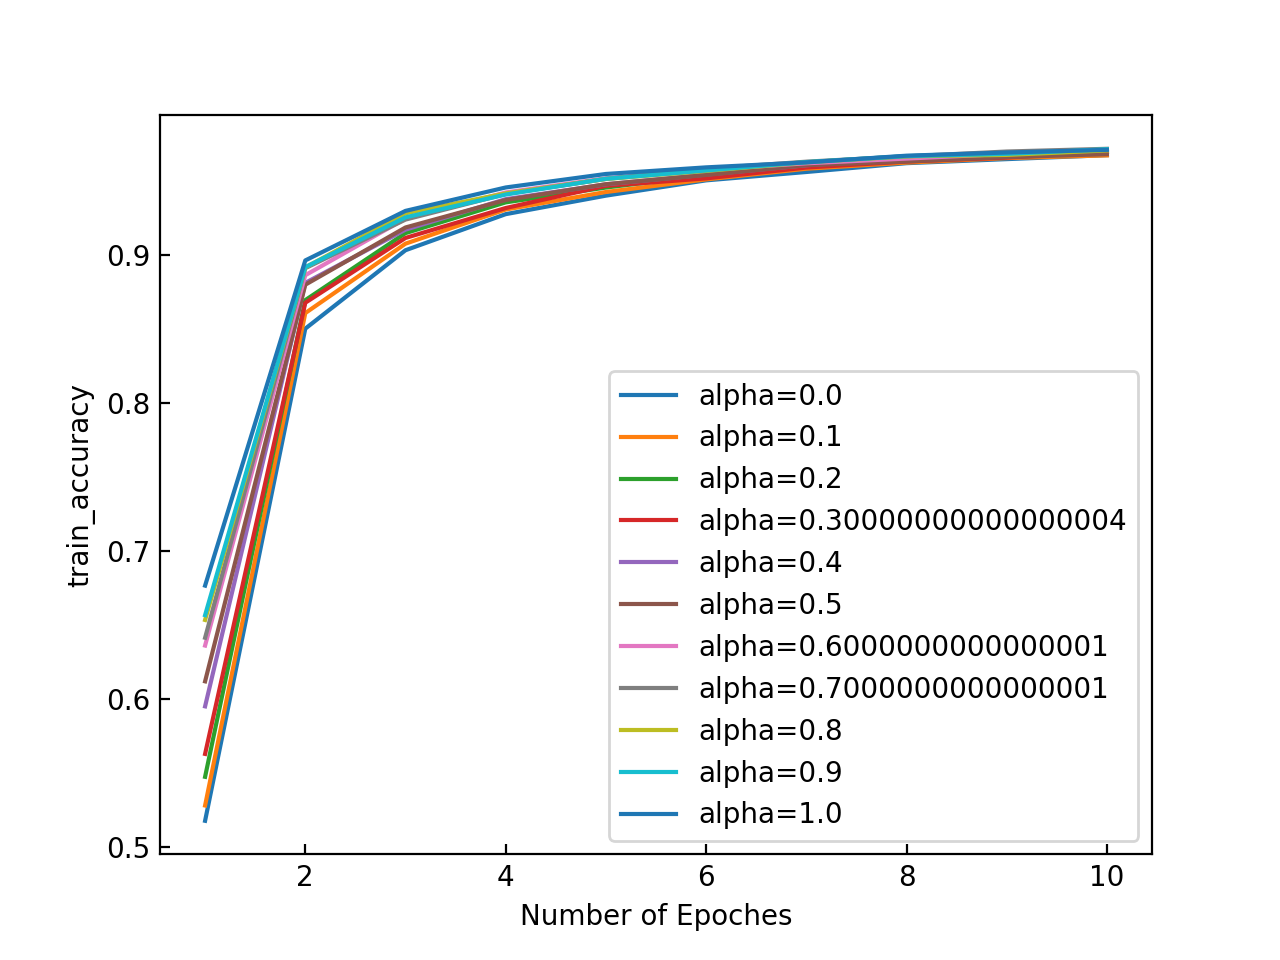 0.9
0.8
0.7
0.6
0.5
train_accuracy
alpha=0.0
alpha=0.1
alpha=0.2
alpha=0.30000000000000004
alpha=0.4
alpha=0.5
alpha=0.6000000000000001
alpha=0.7000000000000001
alpha=0.8
alpha=0.9
alpha=1.0
2 4 6 8 10
Number of Epoches